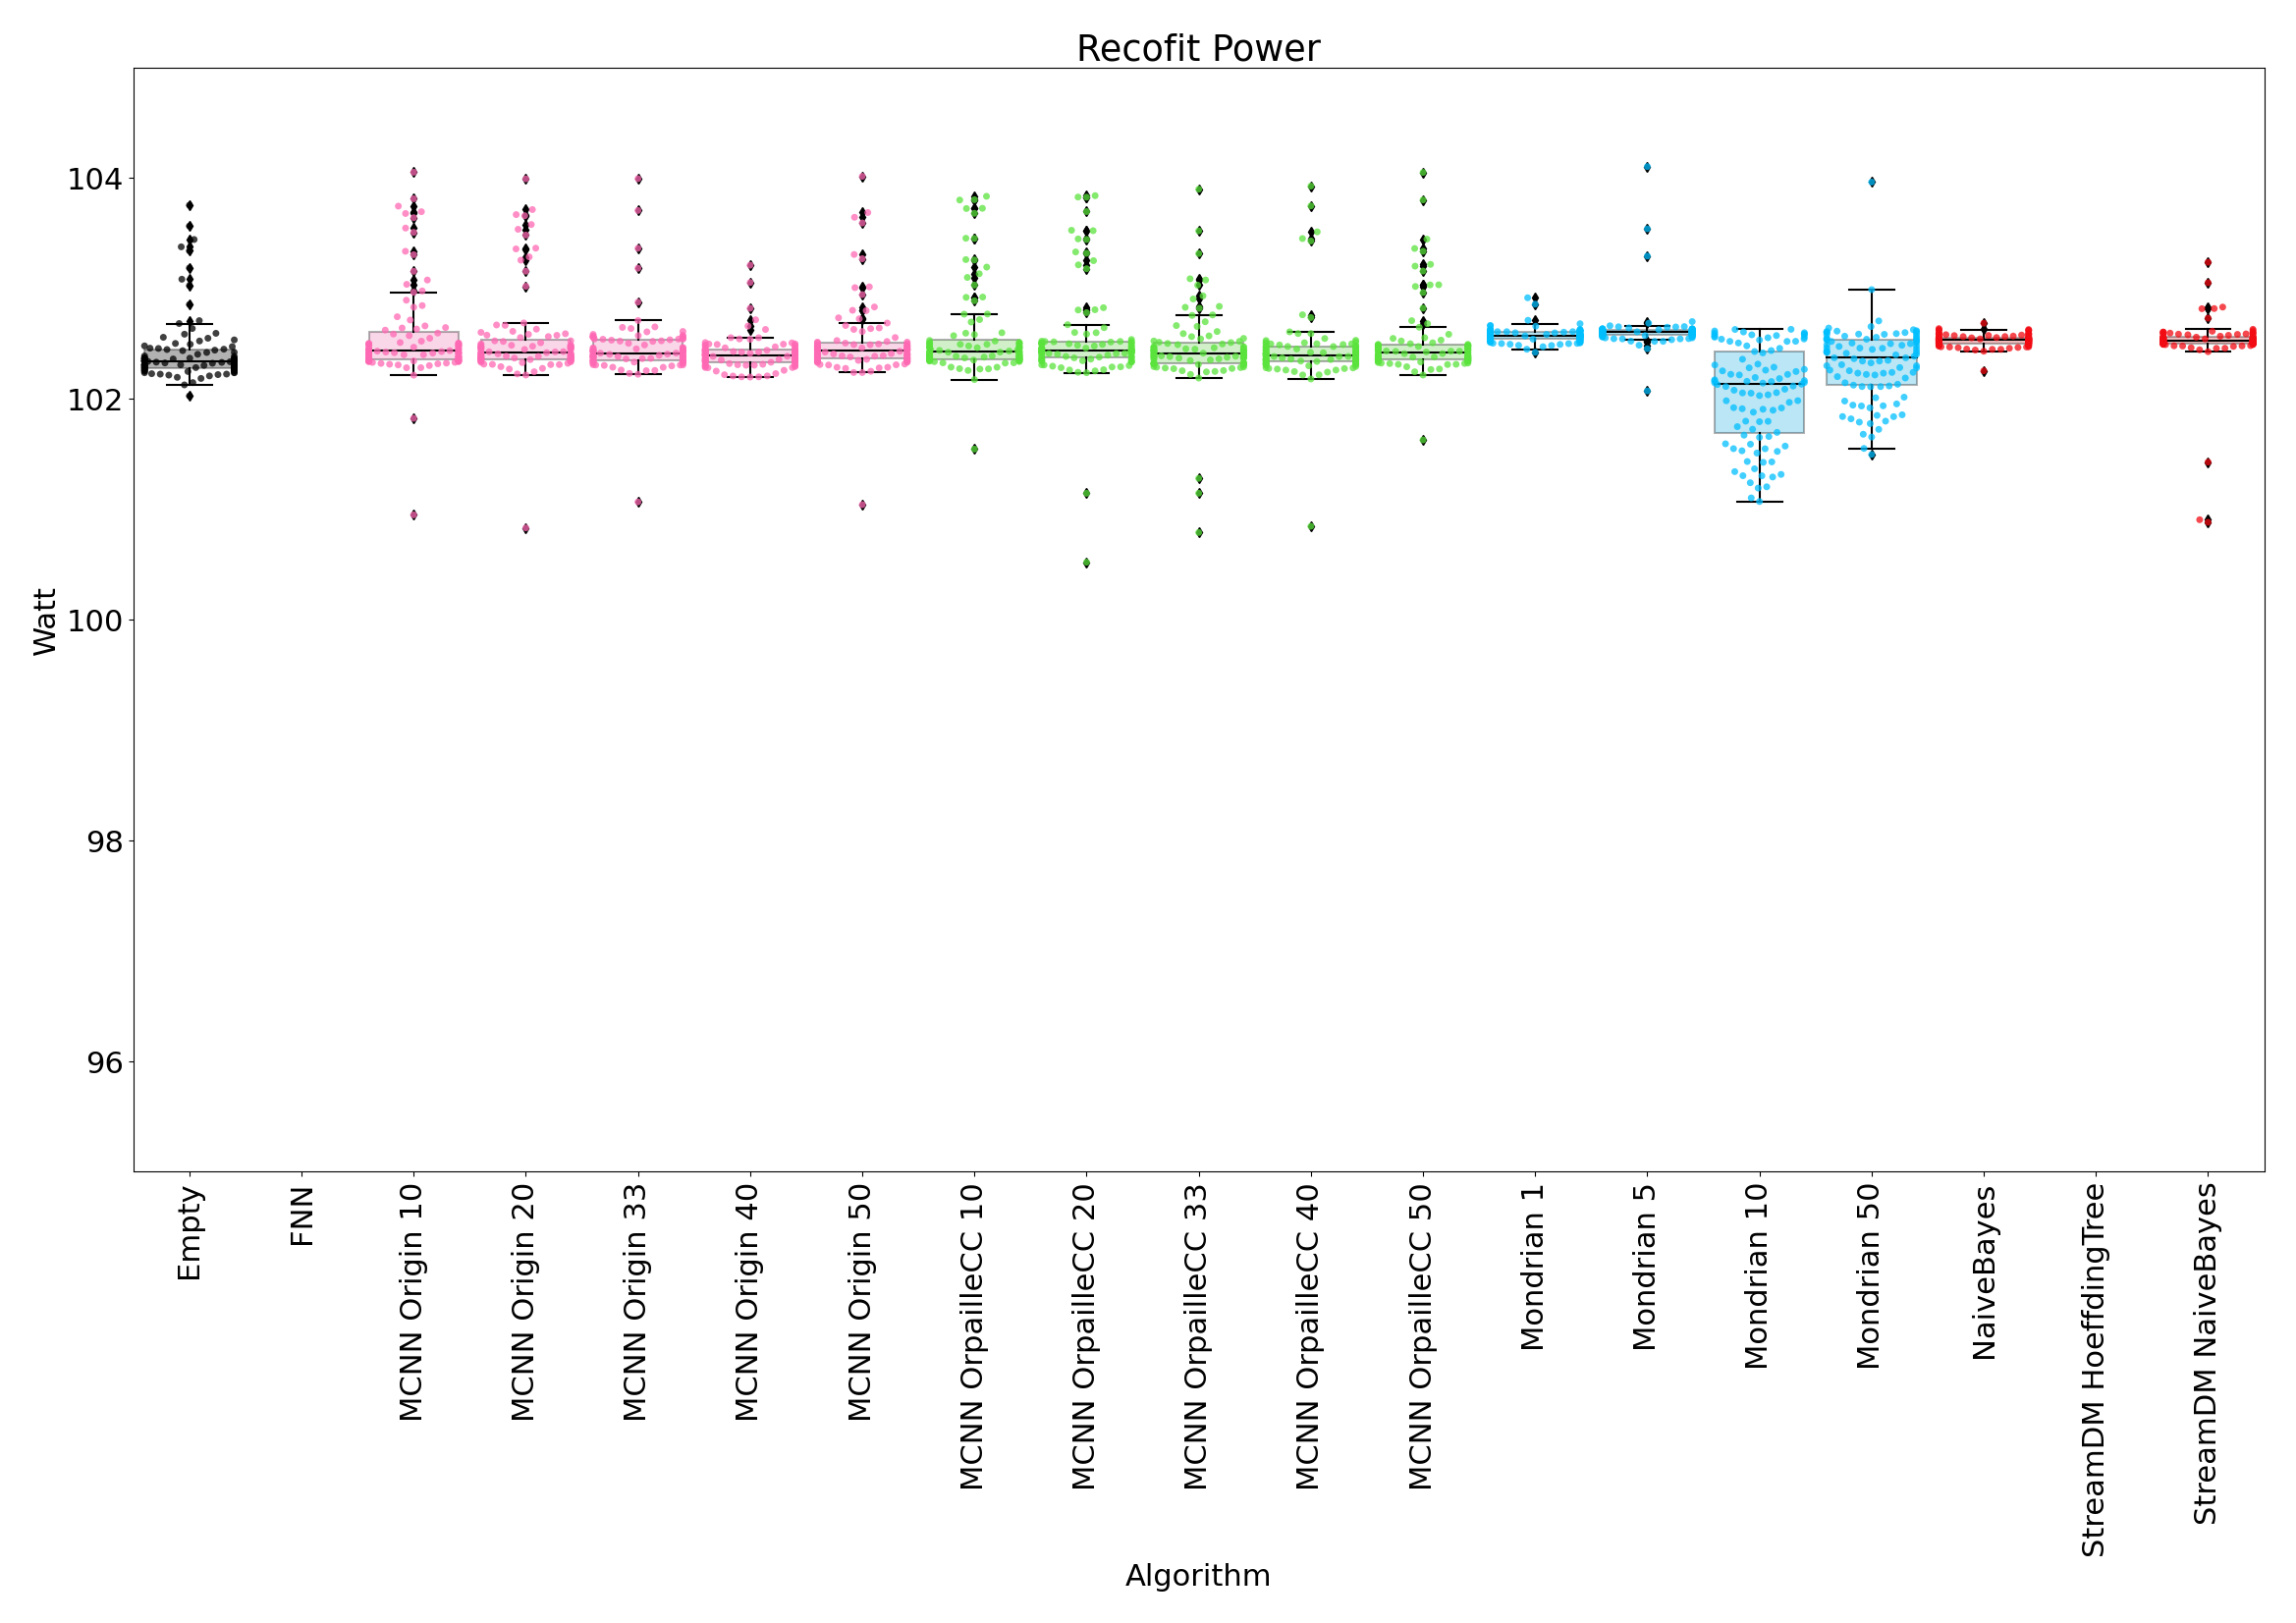 Recofit Power
Watt
104
102
100
98
96
Empty
FNN
MCNN Origin 10
MCNN Origin 20
MCNN Origin 33
MCNN Origin 40
MCNN Origin 50
MCNN OrpailleCC 10
MCNN OrpailleCC 20
MCNN OrpailleCC 33
MCNN OrpailleCC 40
MCNN OrpailleCC 50
Mondrian 1
Mondrian 5
Mondrian 10
Mondrian 50
NaiveBayes
StreamDM HoeffdingTree
StreamDM NaiveBayes
Algorithm